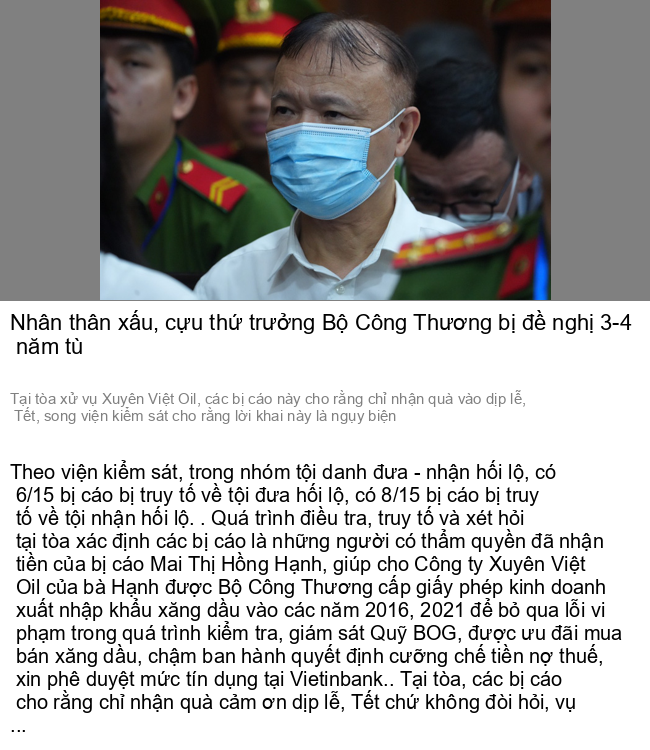 Nhân thân xấu, cựu thứ trưởng Bộ Công Thương bị đề nghị 3-4
năm tù
Tại tòa xử vụ Xuyên Việt Oil, các bị cáo này cho rằng chỉ nhận quà vào dịp lễ,
Tết, song viện kiểm sát cho rằng lời khai này là ngụy biện
Theo viện kiểm sát, trong nhóm tội danh đưa - nhận hối lộ, có
6/15 bị cáo bị truy tố về tội đưa hối lộ, có 8/15 bị cáo bị truy
tố về tội nhận hối lộ. . Quá trình điều tra, truy tố và xét hỏi
tại tòa xác định các bị cáo là những người có thẩm quyền đã nhận
tiền của bị cáo Mai Thị Hồng Hạnh, giúp cho Công ty Xuyên Việt
Oil của bà Hạnh được Bộ Công Thương cấp giấy phép kinh doanh
xuất nhập khẩu xăng dầu vào các năm 2016, 2021 để bỏ qua lỗi vi
phạm trong quá trình kiểm tra, giám sát Quỹ BOG, được ưu đãi mua
bán xăng dầu, chậm ban hành quyết định cưỡng chế tiền nợ thuế,
xin phê duyệt mức tín dụng tại Vietinbank.. Tại tòa, các bị cáo
cho rằng chỉ nhận quà cảm ơn dịp lễ, Tết chứ không đòi hỏi, vụ
...